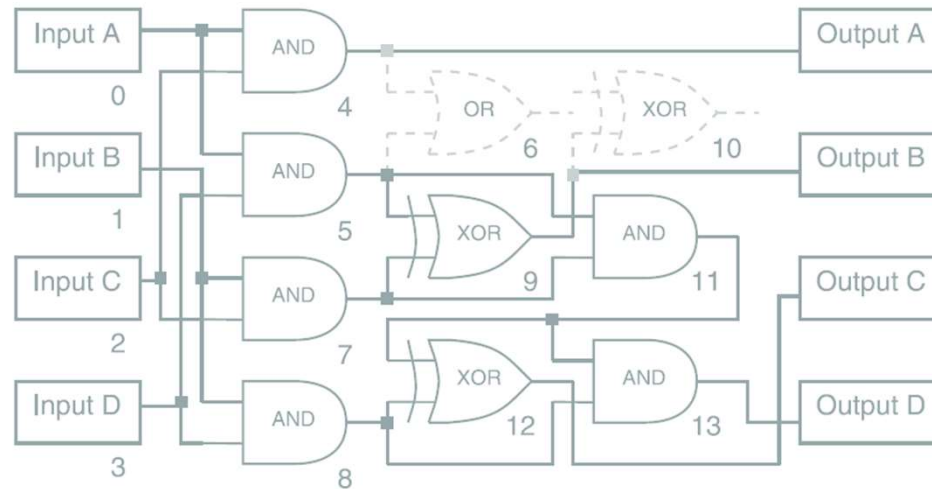 Input A
0
AND
4
Output A
OR
6
XOR
10
Input B
1
AND
5
Output B
XOR
9
AND
11
Input C
2
AND
7
Output C
XOR
12
AND
13
Input D
3
AND
8
Output D